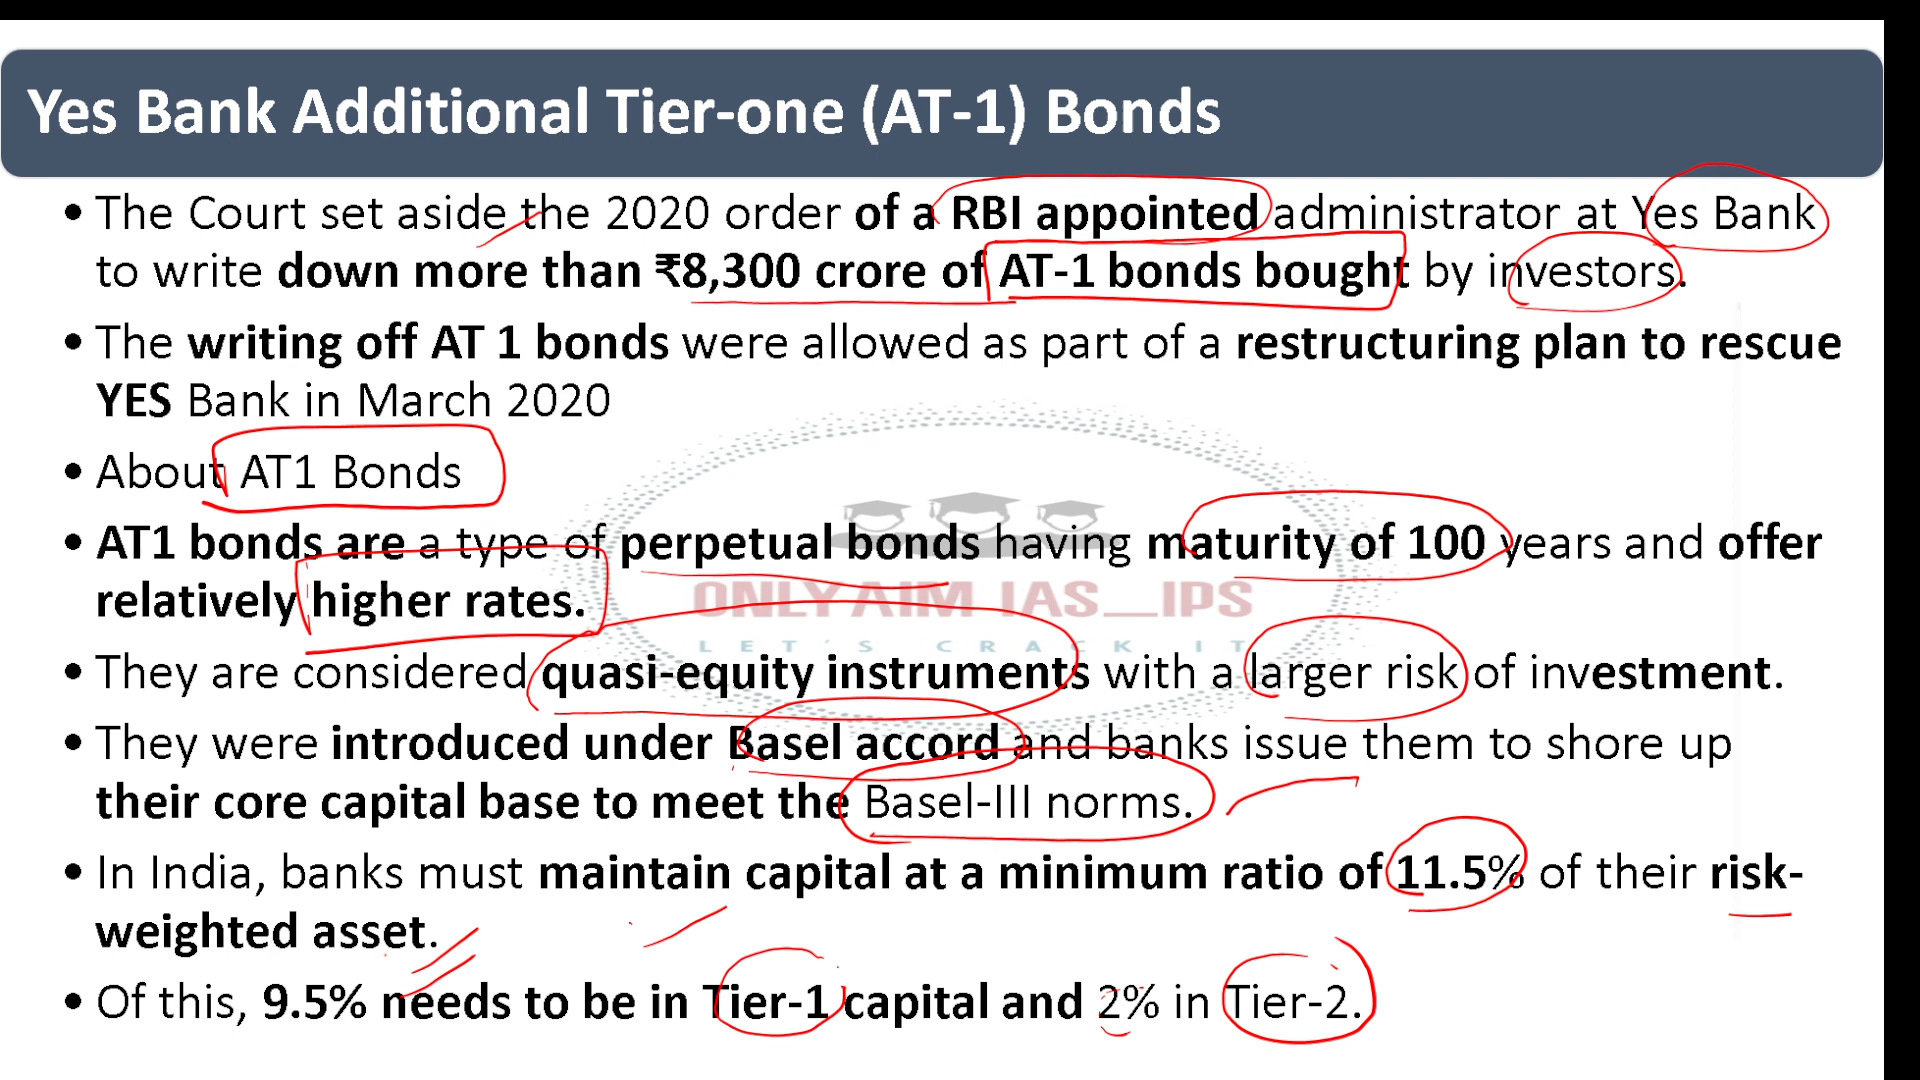 Yes Bank Additional Tier-one (AT-1) Bonds
• The Court set aside the 2020 order of a RBI appointed administrator at Yes Bank
to write down more than ₹8,300 crore of AT-1 bonds bought by investors.
• The writing off AT 1 bonds were allowed as part of a restructuring plan to rescue
YES Bank in March 2020
• About AT1 Bonds
• AT1 bonds are a type of perpetual bonds having maturity of 100 years and offer
relatively higher rates.
ONLYAIM IAS_IPS
LET'S CRACK IT
• They are considered quasi-equity instruments with a larger risk of investment.
• They were introduced under Basel accord and banks issue them to shore up
their core capital base to meet the Basel-III norms.
• In India, banks must maintain capital at a minimum ratio of 11.5% of their risk-
weighted asset.
• Of this, 9.5% needs to be in Tier-1 capital and 2% in Tier-2.